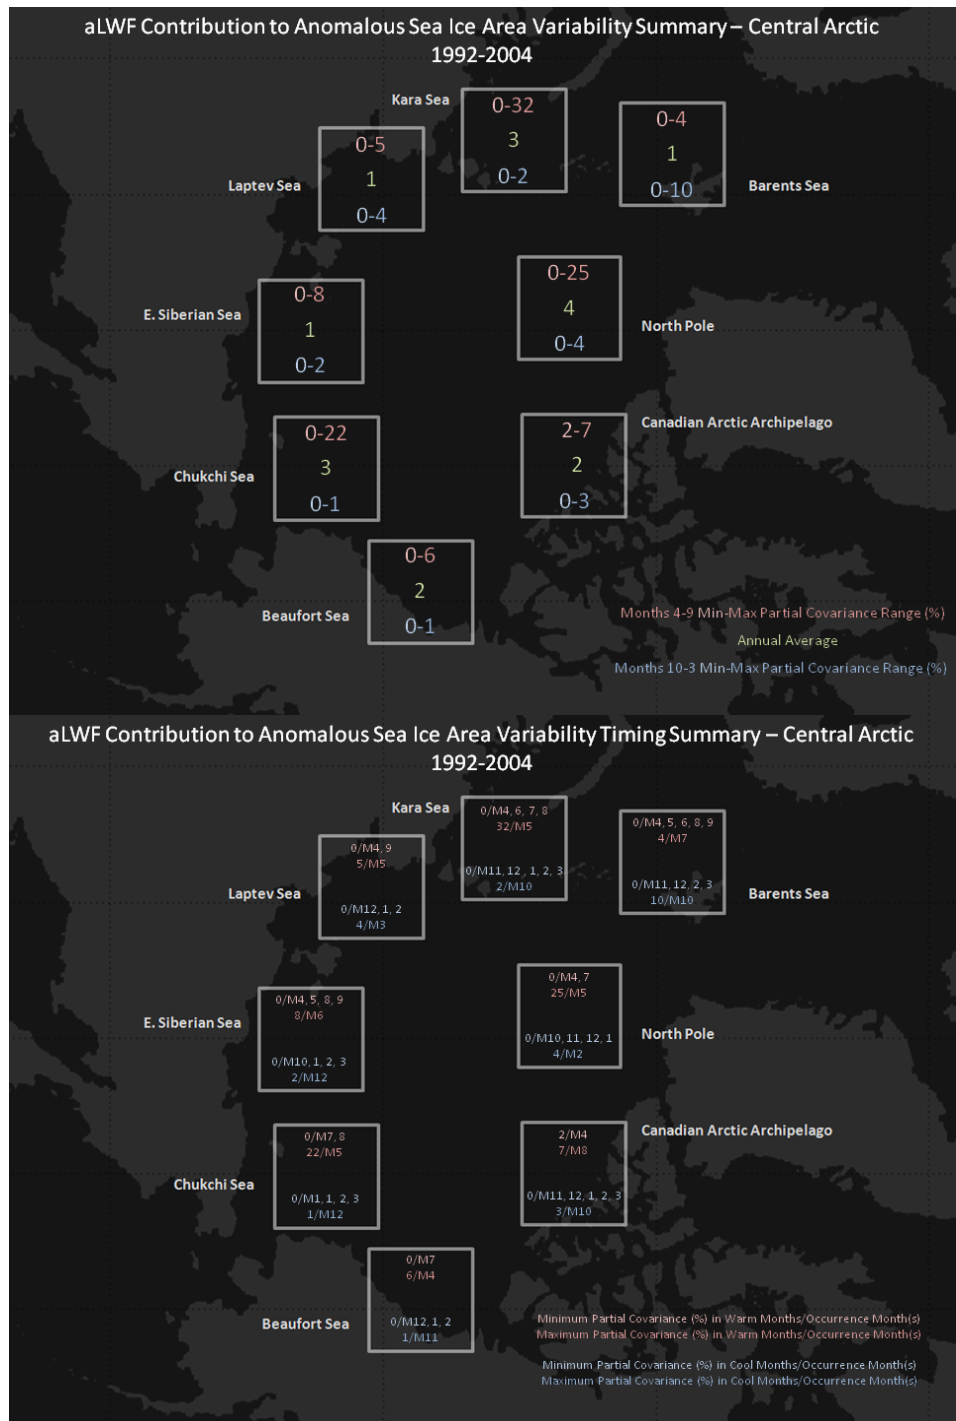 aLWF Contribution to Anomalous Sea Ice Area Variability Summary – Central Arctic
1992-2004
Kara Sea
0-32
3
0-2
0-4
1
0-10
Barents Sea
0-5
1
0-4
Laptev Sea
0-25
4
0-4
North Pole
E. Siberian Sea
0-8
1
0-2
Canadian Arctic Archipelago
2-7
2
0-3
Chukchi Sea
0-22
3
0-1
Beaufort Sea
0-6
2
0-1
Months 4-9 Min-Max Partial Covariance Range (%)
Annual Average
Months 10-3 Min-Max Partial Covariance Range (%)
aLWF Contribution to Anomalous Sea Ice Area Variability Timing Summary – Central Arctic
1992-2004
Kara Sea
0/M4, 6, 7, 8
32/M5
0/M11, 12 , 1, 2, 3
2/M10
0/M4, 5, 6, 8, 9
4/M7
0/M11, 12, 2, 3
10/M10
Barents Sea
0/M4, 9
5/M5
0/M12, 1, 2
4/M3
Laptev Sea
0/M4, 7
25/M5
0/M10, 11, 12, 1
4/M2
North Pole
E. Siberian Sea
0/M4, 5, 8, 9
8/M6
0/M10, 1, 2, 3
2/M12
Canadian Arctic Archipelago
2/M4
7/M8
0/M11, 12, 1, 2, 3
3/M10
Chukchi Sea
0/M7, 8
22/M5
0/M1, 1, 2, 3
1/M12
Beaufort Sea
0/M7
6/M4
0/M12, 1, 2
1/M11
Minimum Partial Covariance (%) in Warm Months/Occurrence Month(s)
Maximum Partial Covariance (%) in Warm Months/Occurrence Month(s)
Minimum Partial Covariance (%) in Cool Months/Occurrence Month(s)
Maximum Partial Covariance (%) in Cool Months/Occurrence Month(s)